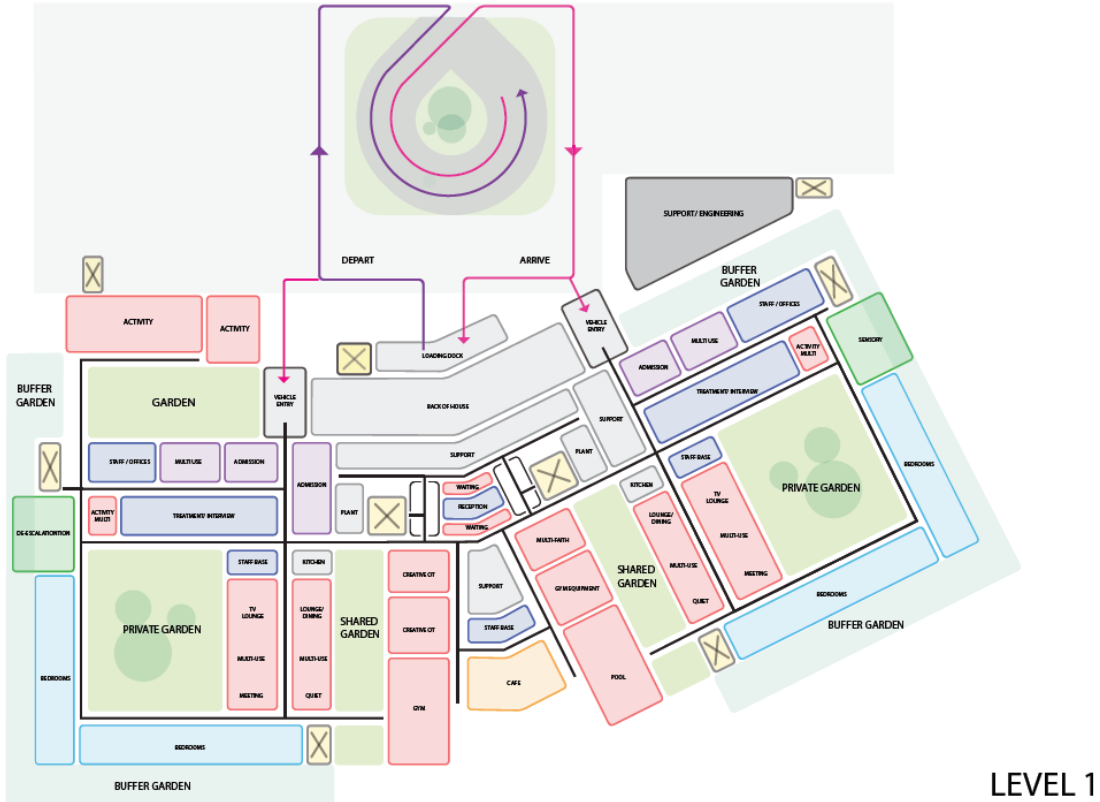 SUPPORT / ENGINEERING
DEPART
ARRIVE
BUFFER
GARDEN
STAFF / OFFICES
VEHICLE
ENTRY
MULTI USE
ACTIVITY
MULTI
SENSORY
ACTIVITY
ACTIVITY
LOADING DOCK
ADMISSION
TREATMENT/ INTERVIEW
BUFFER
GARDEN
GARDEN
VEHICLE
ENTRY
BACK OF HOUSE
SUPPORT
STAFF / OFFICES
MULTI USE
ADMISSION
ADMISSION
SUPPORT
PLANT
STAFF BASE
BEDROOMS
PRIVATE GARDEN
KITCHEN
TV
LOUNGE
MULTI-USE
MEETING
ACTIVITY
MULTI
TREATMENT/ INTERVIEW
PLANT
WAITING
RECEPTION
WAITING
LOUNGE/
DINING
MULTI-USE
QUIET
DE-ESCALATIONTION
STAFF BASE
KITCHEN
CREATIVE OT
SUPPORT
MULTI-FAITH
SHARED
GARDEN
GYM EQUIPMENT
BEDROOMS
BUFFER GARDEN
PRIVATE GARDEN
TV
LOUNGE
MULTI-USE
MEETING
LOUNGE/
DINING
MULTI-USE
QUIET
SHARED
GARDEN
CREATIVE OT
STAFF BASE
BEDROOMS
GYM
CAFE
POOL
BEDROOMS
BUFFER GARDEN
LEVEL 1